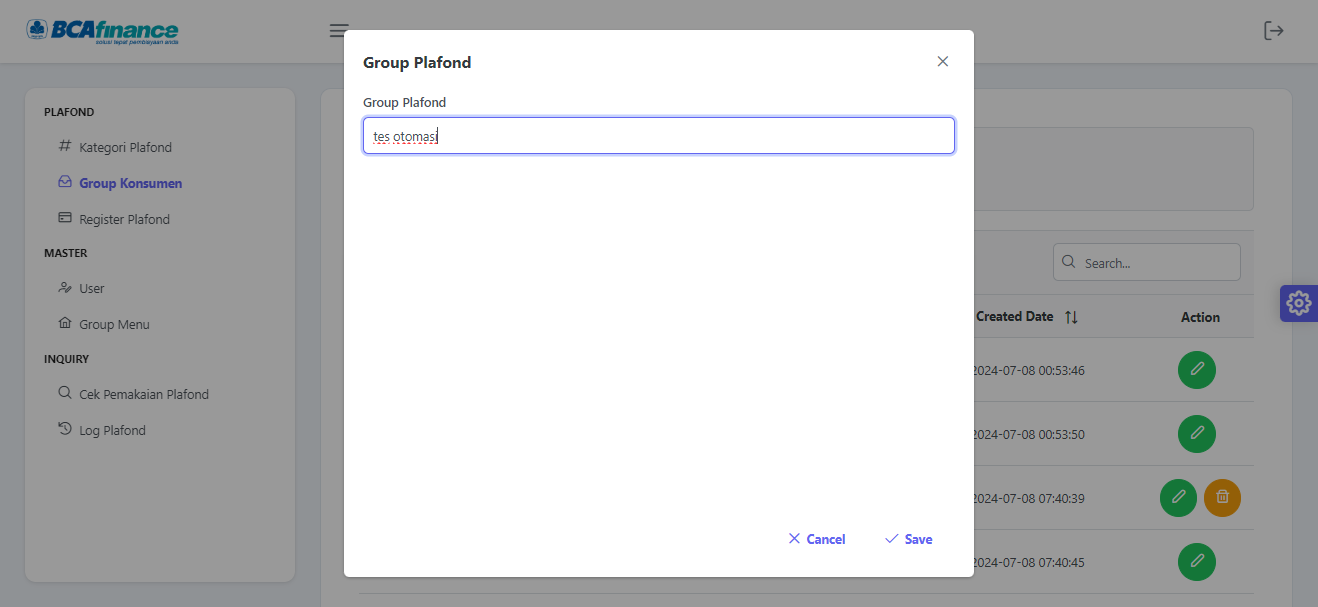 BCAfinance
solusi tepat pembiayaan anda
PLAFOND
Kategori Plafond
Group Konsumen
Register Plafond
MASTER
User
Group Menu
INQUIRY
Cek Pemakaian Plafond
Log Plafond
Group Plafond
Group Plafond
tes otomasi
Cancel
Save
Search...
Created Date
Action
2024-07-08 00:53:46
2024-07-08 00:53:50
2024-07-08 07:40:39
2024-07-08 07:40:45